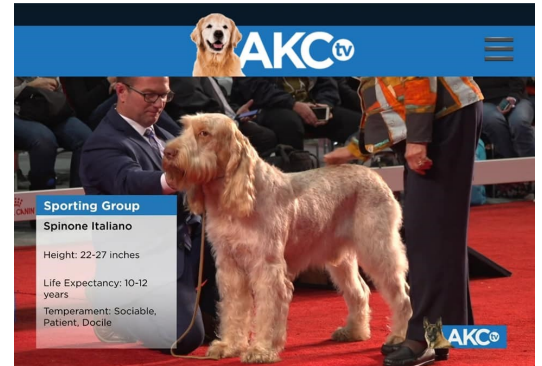 AKC tv
CANIN
Sporting Group
Spinone Italiano
Height: 22-27 inches
Life Expectancy: 10-12
years
Temperament: Sociable,
Patient, Docile
AKC tv